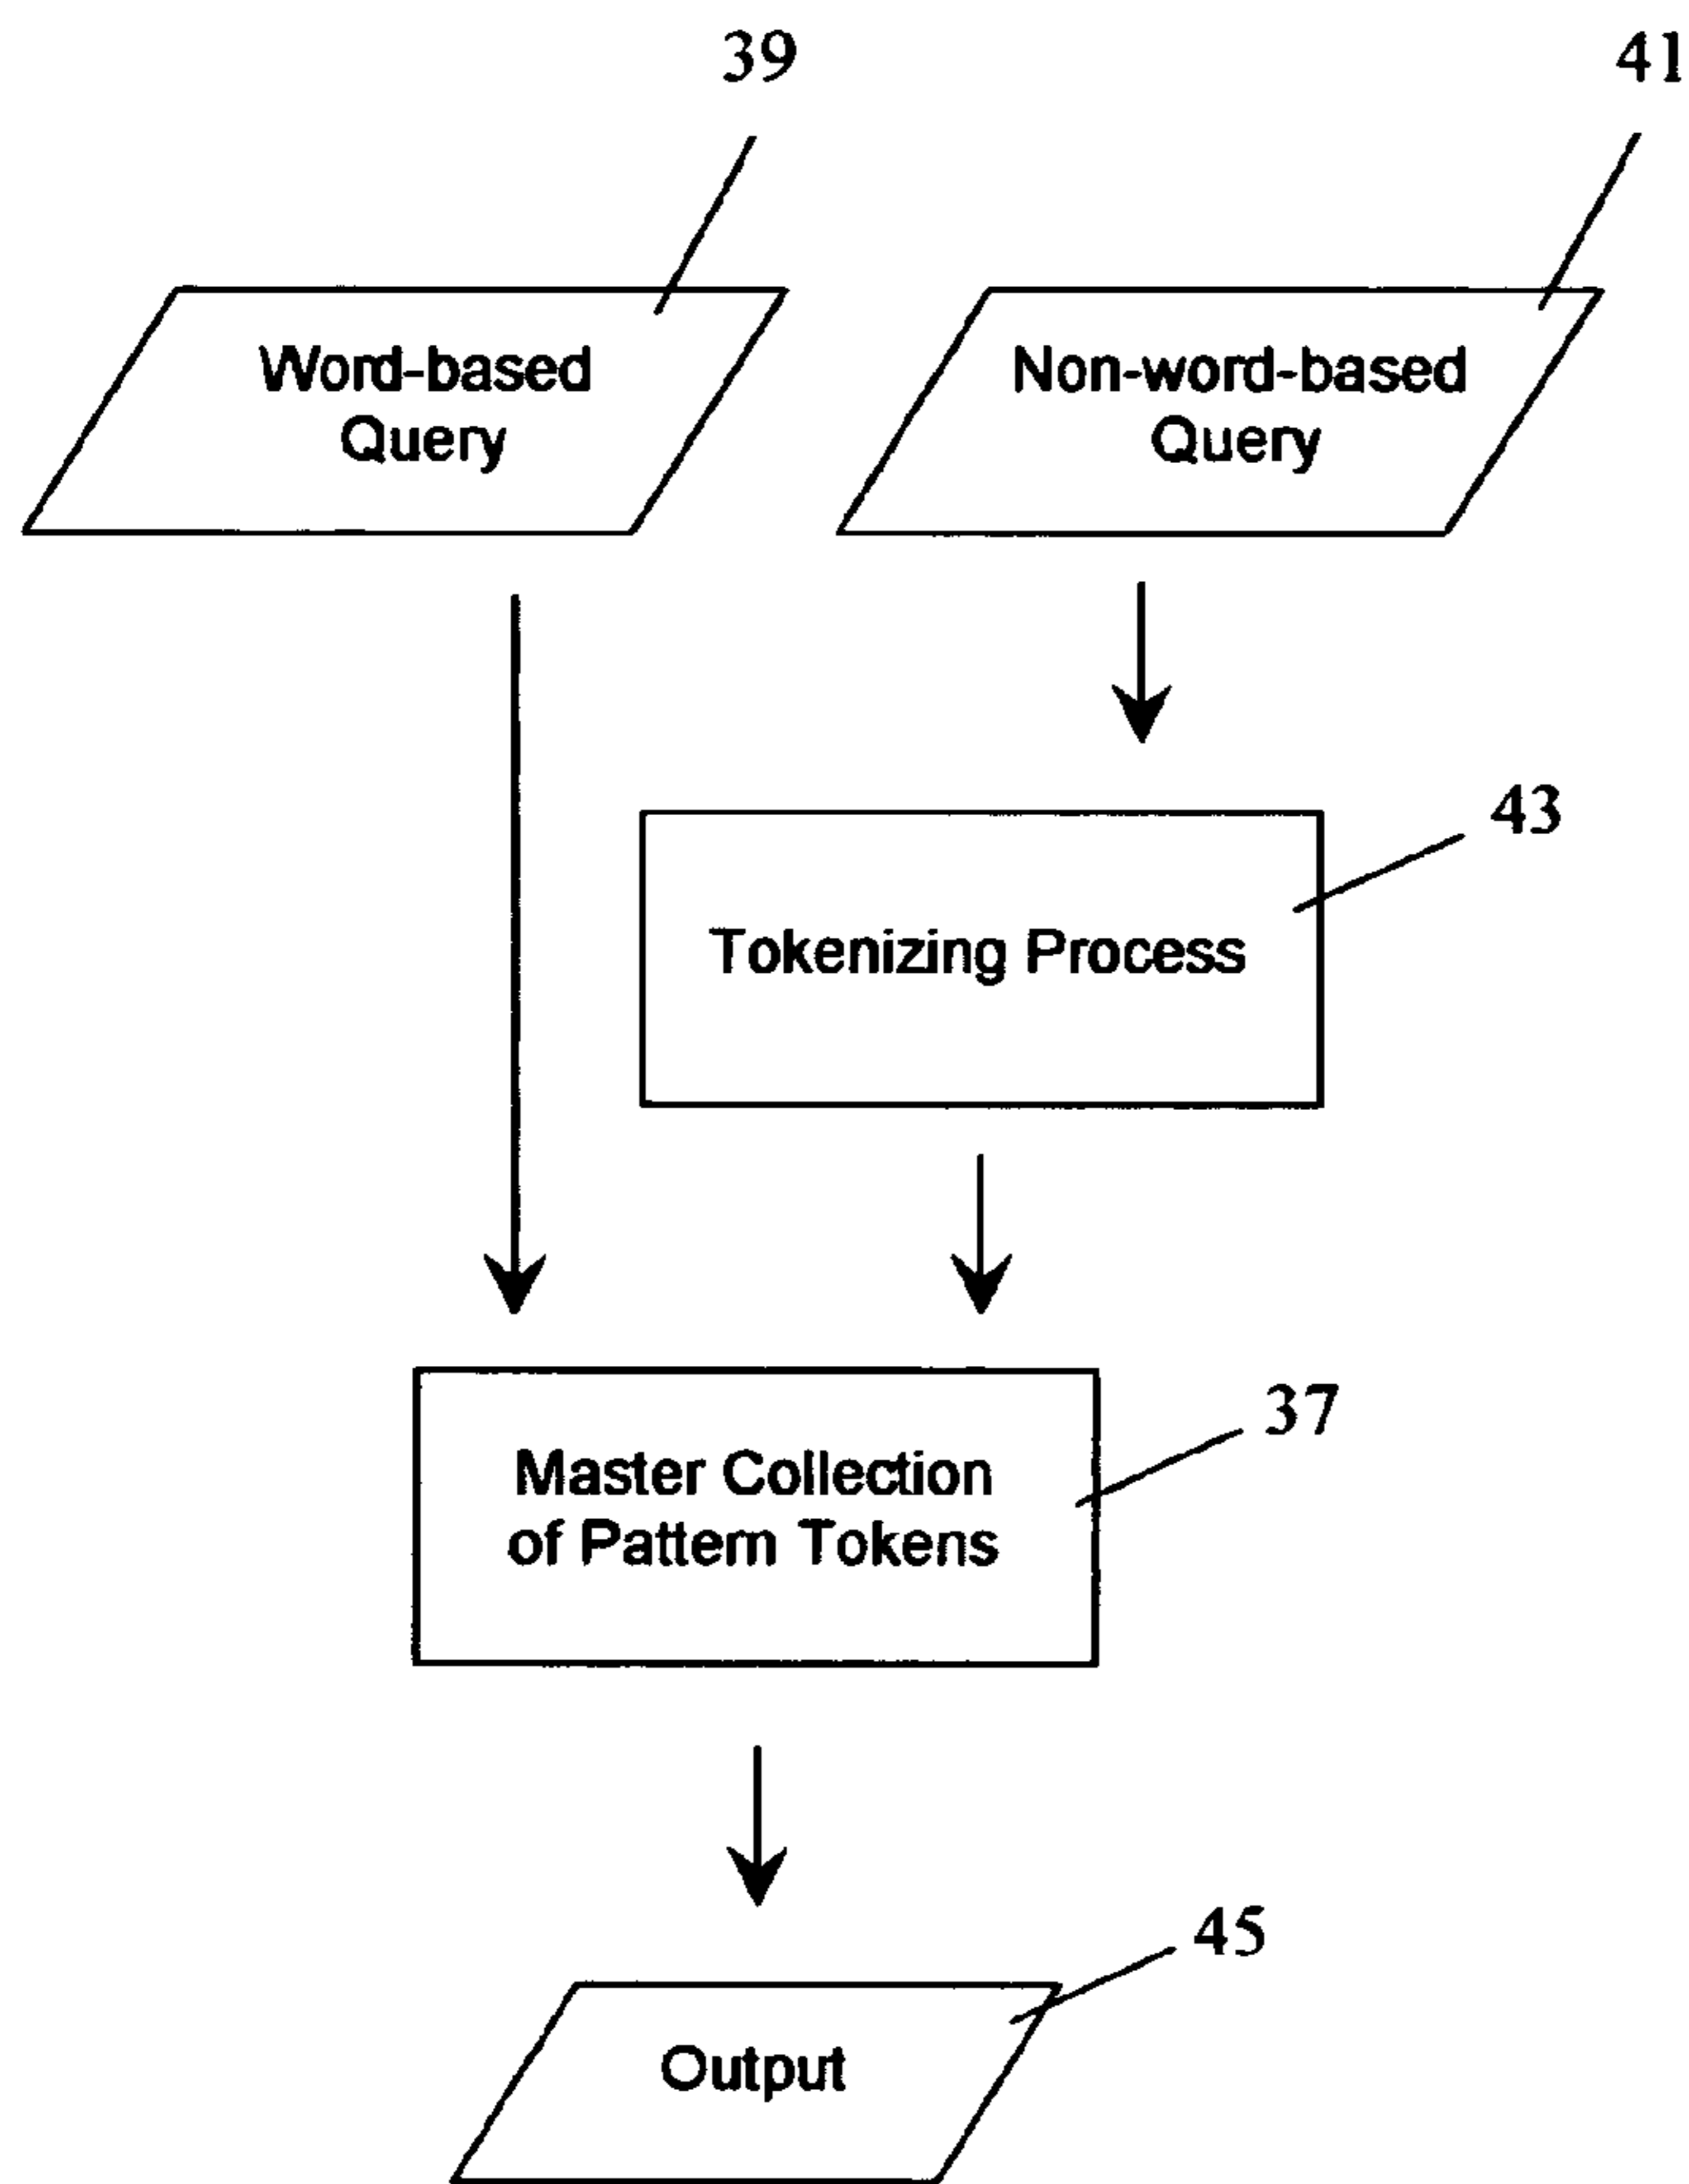 39
41
Word-based
Query
Non-word-based
Query
43
Tokenizing Process
37
Master Collection
of Pattern Tokens
45
Output